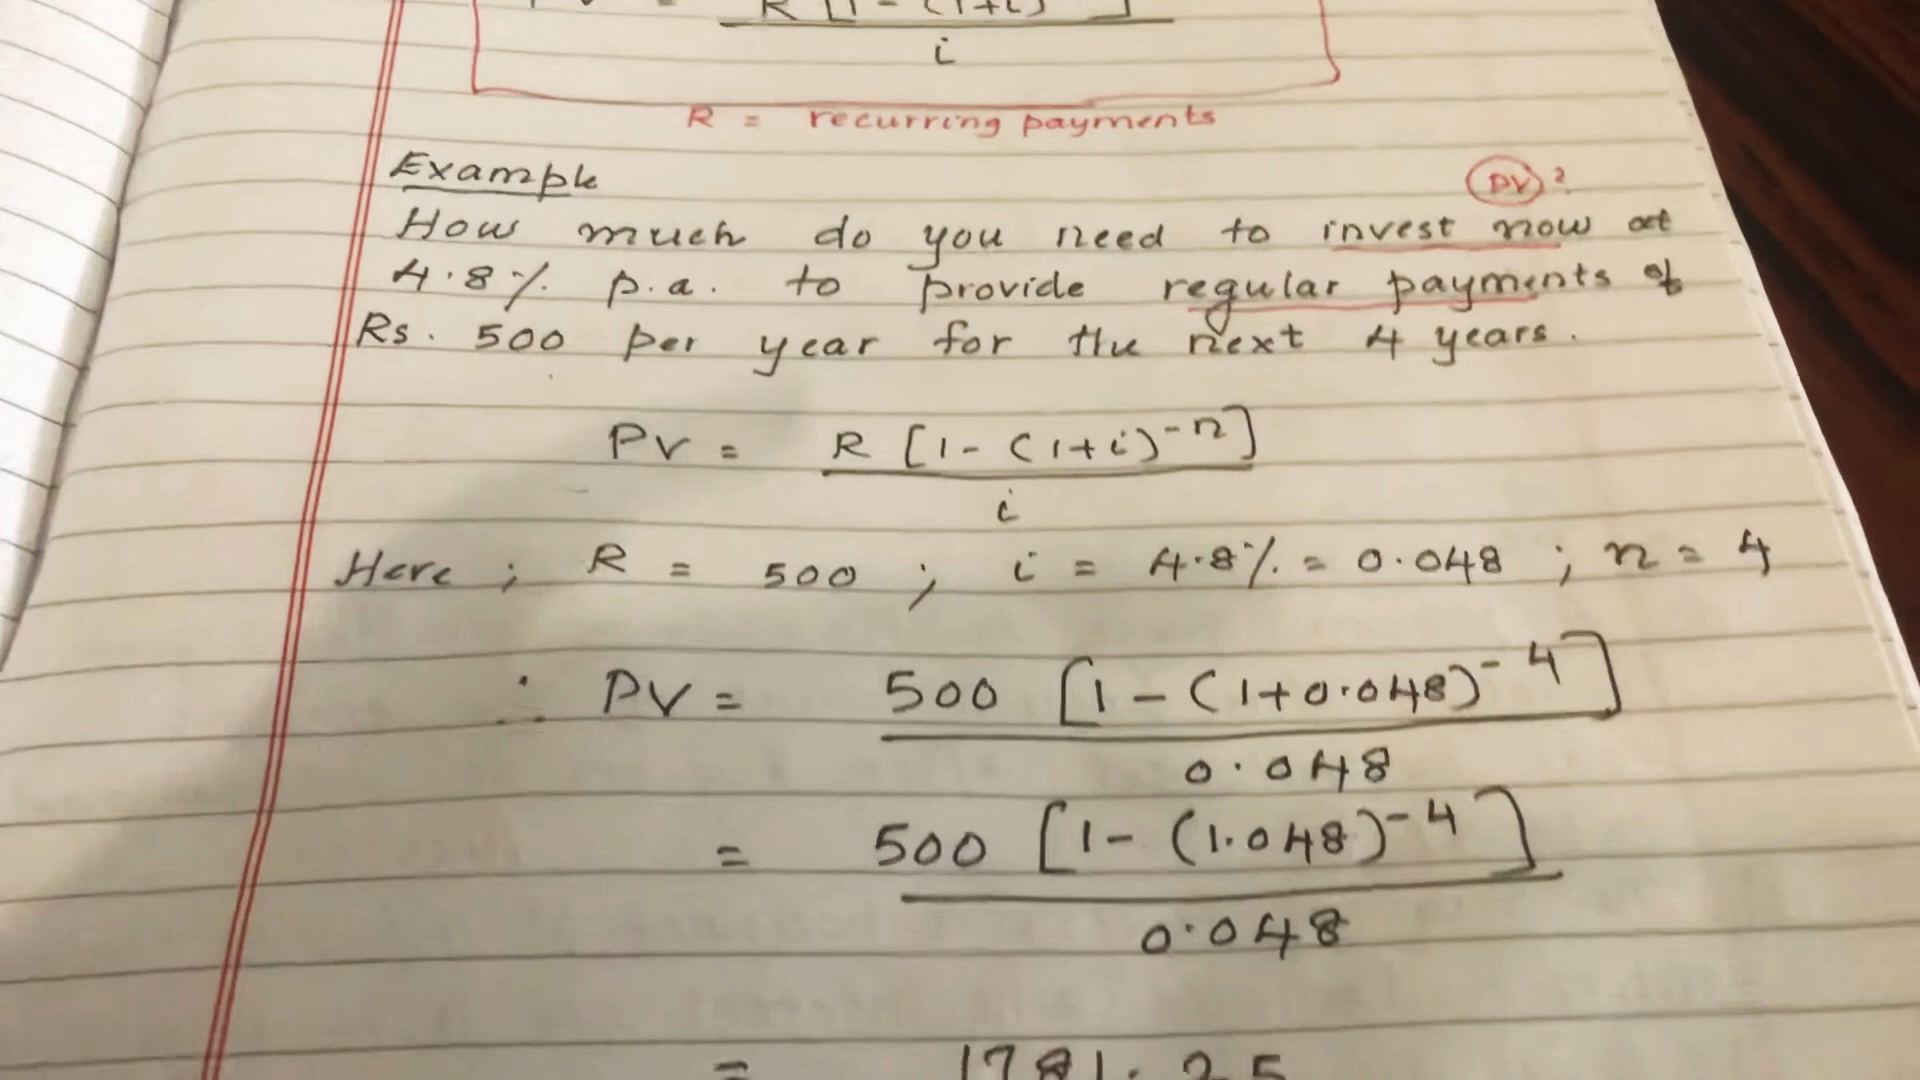 R [1 - (1+i)
i
R = recurring payments
Example
PV ?
How much do you need to invest now at
4.8% p.a. to provide regular payments of
Rs. 500 per year for the next 4 years.
PV = R [1 - (1+i)⁻ⁿ]
i
Here ; R = 500 ; i = 4.8% = 0.048 ; n = 4
∴ PV = 500 [1 - (1+0.048)⁻⁴]
0.048
= 500 [1 - (1.048)⁻⁴]
0.048
= 1781.25